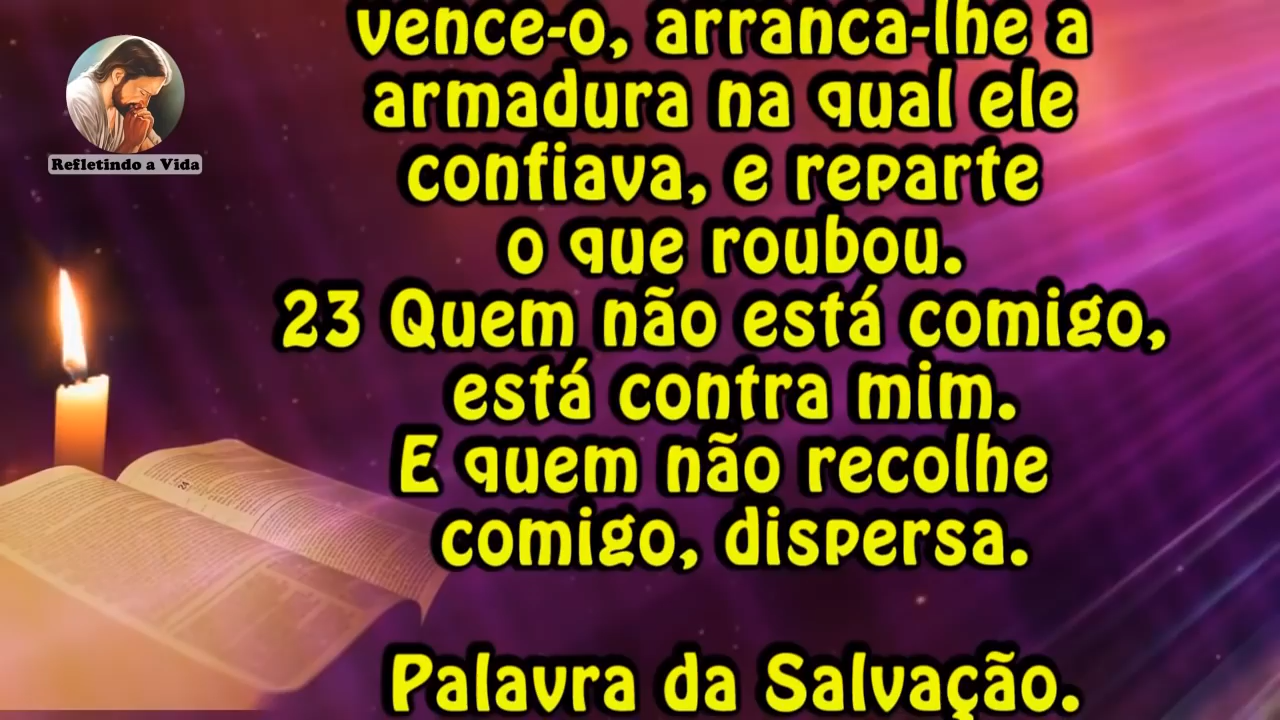 vence-o, arranca-lhe a
armadura na qual ele
confiava, e reparte
o que roubou.
23 Quem não está comigo,
está contra mim.
E quem não recolhe
comigo, dispersa.
Palavra da Salvação.
Refletindo a Vida